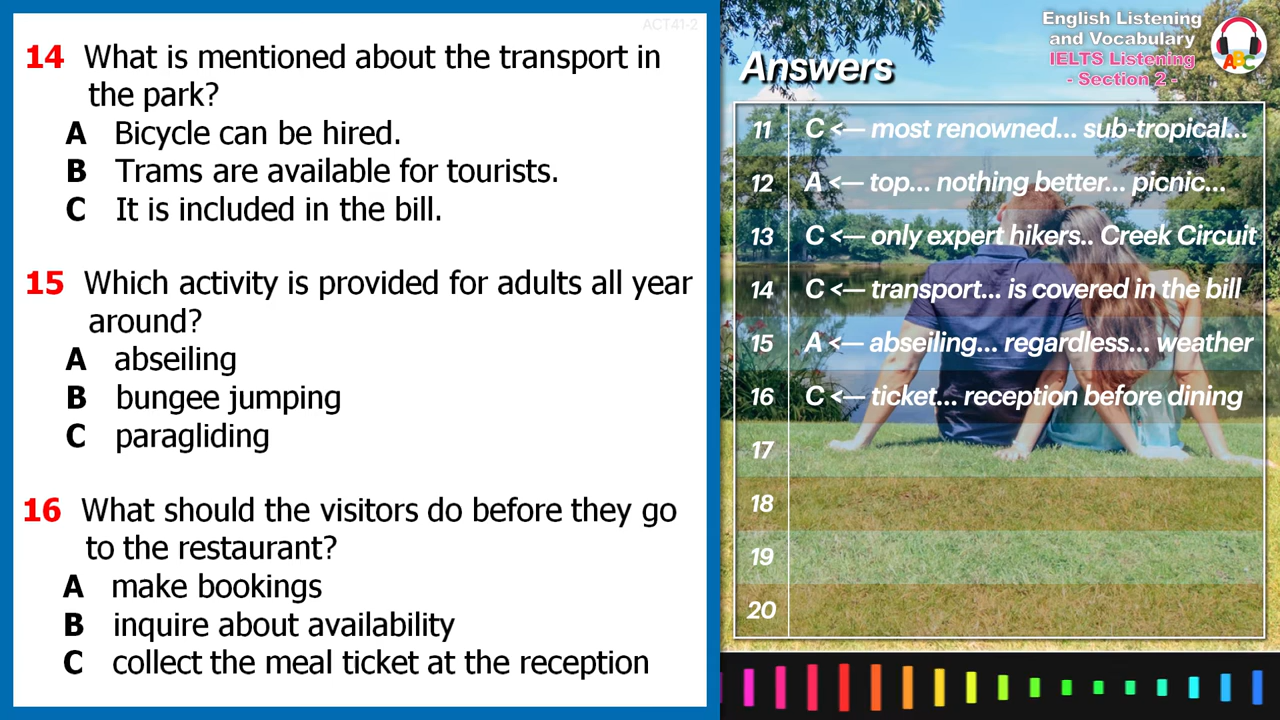 ACT41-2
14 What is mentioned about the transport in
the park?
A Bicycle can be hired.
B Trams are available for tourists.
C It is included in the bill.
15 Which activity is provided for adults all year
around?
A abseiling
B bungee jumping
C paragliding
16 What should the visitors do before they go
to the restaurant?
A make bookings
B inquire about availability
C collect the meal ticket at the reception
English Listening
and Vocabulary
IELTS Listening
- Section 2 -
ABC
Answers
11 C <— most renowned... sub-tropical...
12 A <— top... nothing better... picnic...
13 C <— only expert hikers.. Creek Circuit
14 C <— transport... is covered in the bill
15 A <— abseiling... regardless... weather
16 C <— ticket... reception before dining
17
18
19
20